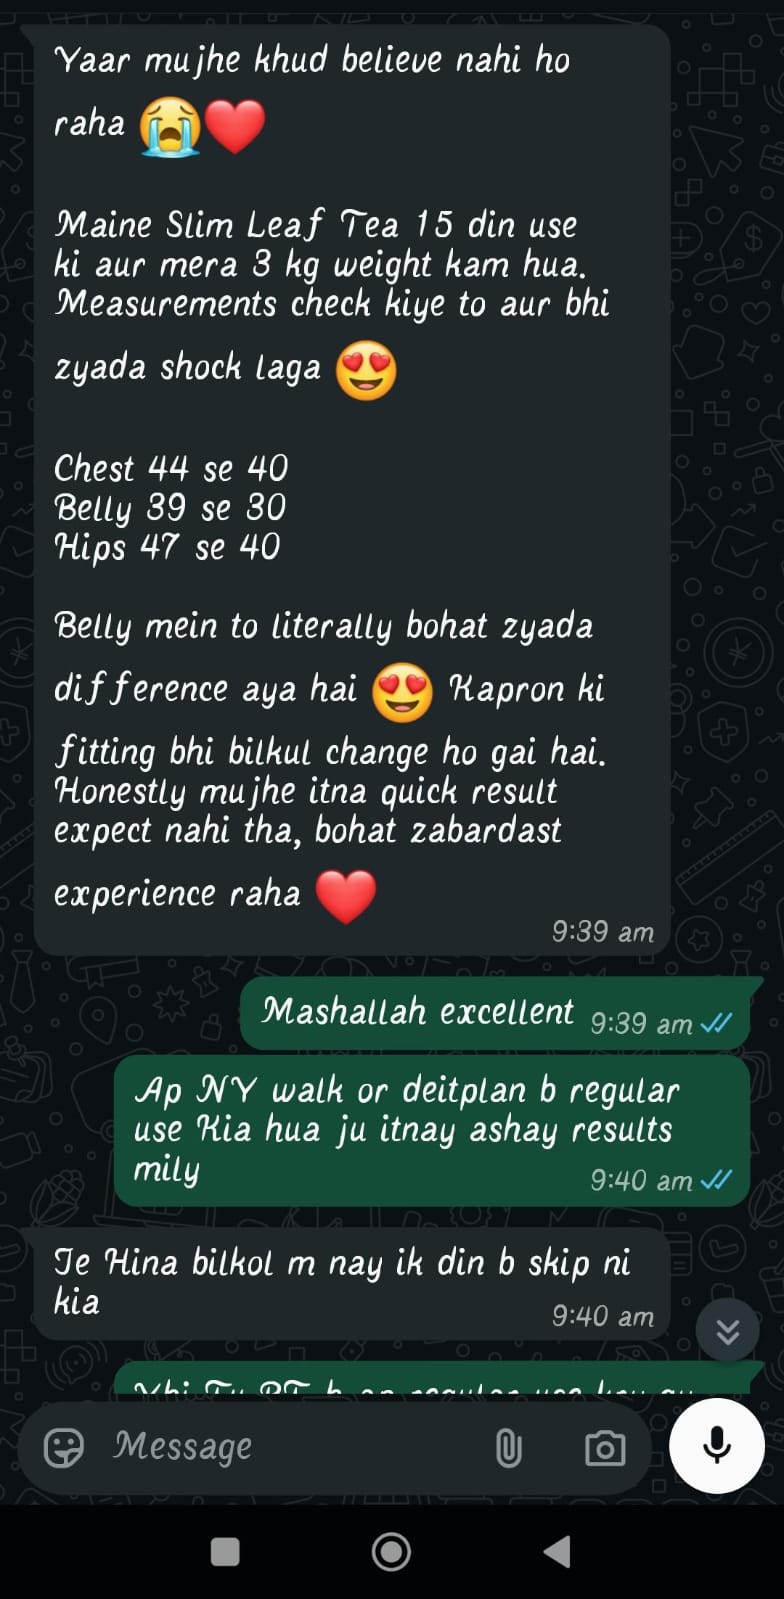 Yaar mujhe khud believe nahi ho
raha 😭❤️
Maine Slim Leaf Tea 15 din use
ki aur mera 3 kg weight kam hua.
Measurements check kiye to aur bhi
zyada shock laga 😍
Chest 44 se 40
Belly 39 se 30
Hips 47 se 40
Belly mein to literally bohat zyada
difference aya hai 😍 Kapron ki
fitting bhi bilkul change ho gai hai.
Honestly mujhe itna quick result
expect nahi tha, bohat zabardast
experience raha ❤️
9:39 am
Mashallah excellent 9:39 am
Ap NY walk or deitplan b regular
use Kia hua ju itnay ashay results
mily
9:40 am
Je Hina bilkol m nay ik din b skip ni
kia
9:40 am
Message